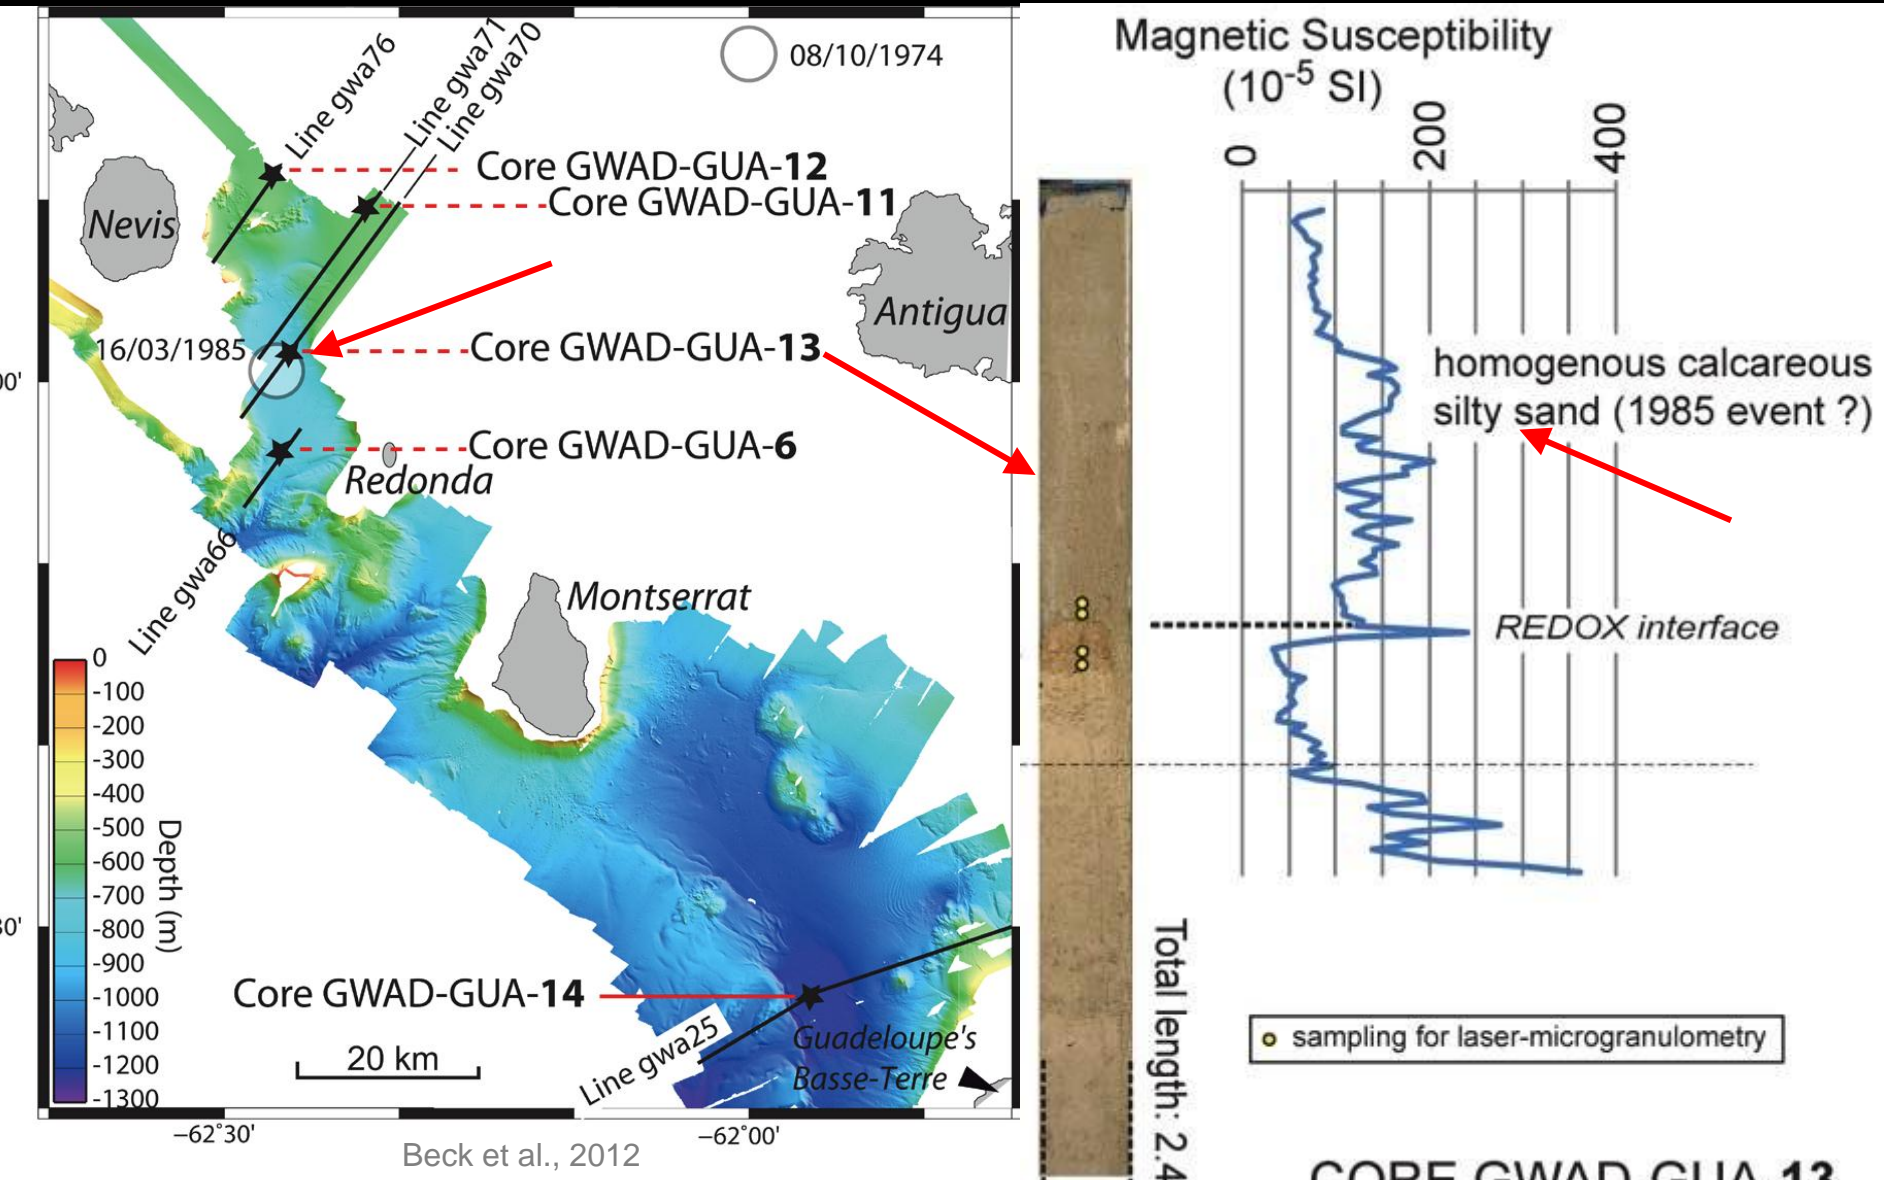 Line gwa76
Line gwa71
Line gwa70
08/10/1974
Core GWAD-GUA-12
Core GWAD-GUA-11
Nevis
Antigua
16/03/1985
Core GWAD-GUA-13
Core GWAD-GUA-6
Redonda
Line gwa66
Montserrat
0
-100
-200
-300
-400
-500
-600
-700
-800
-900
-1000
-1100
-1200
-1300
Depth (m)
Core GWAD-GUA-14
20 km
Line gwa25
Guadeloupe's
Basse-Terre
−62°30'
−62°00'
Beck et al., 2012
Magnetic Susceptibility
(10⁻⁵ SI)
0
200
400
homogenous calcareous
silty sand (1985 event ?)
REDOX interface
Total length: 2.4
sampling for laser-microgranulometry
CORE GWAD-GUA-13